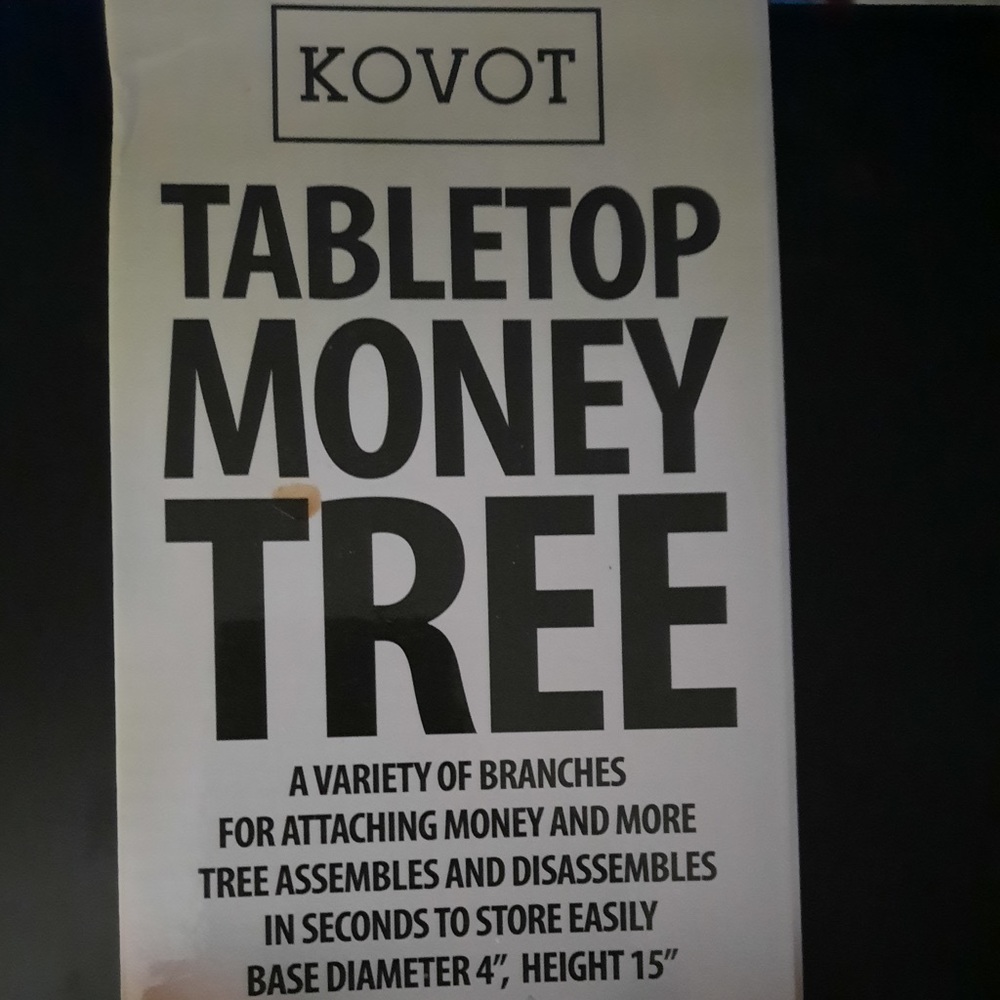 KOVOT
TABLETOP
MONEY
TREE
A VARIETY OF BRANCHES
FOR ATTACHING MONEY AND MORE
TREE ASSEMBLES AND DISASSEMBLES
IN SECONDS TO STORE EASILY
BASE DIAMETER 4”, HEIGHT 15”